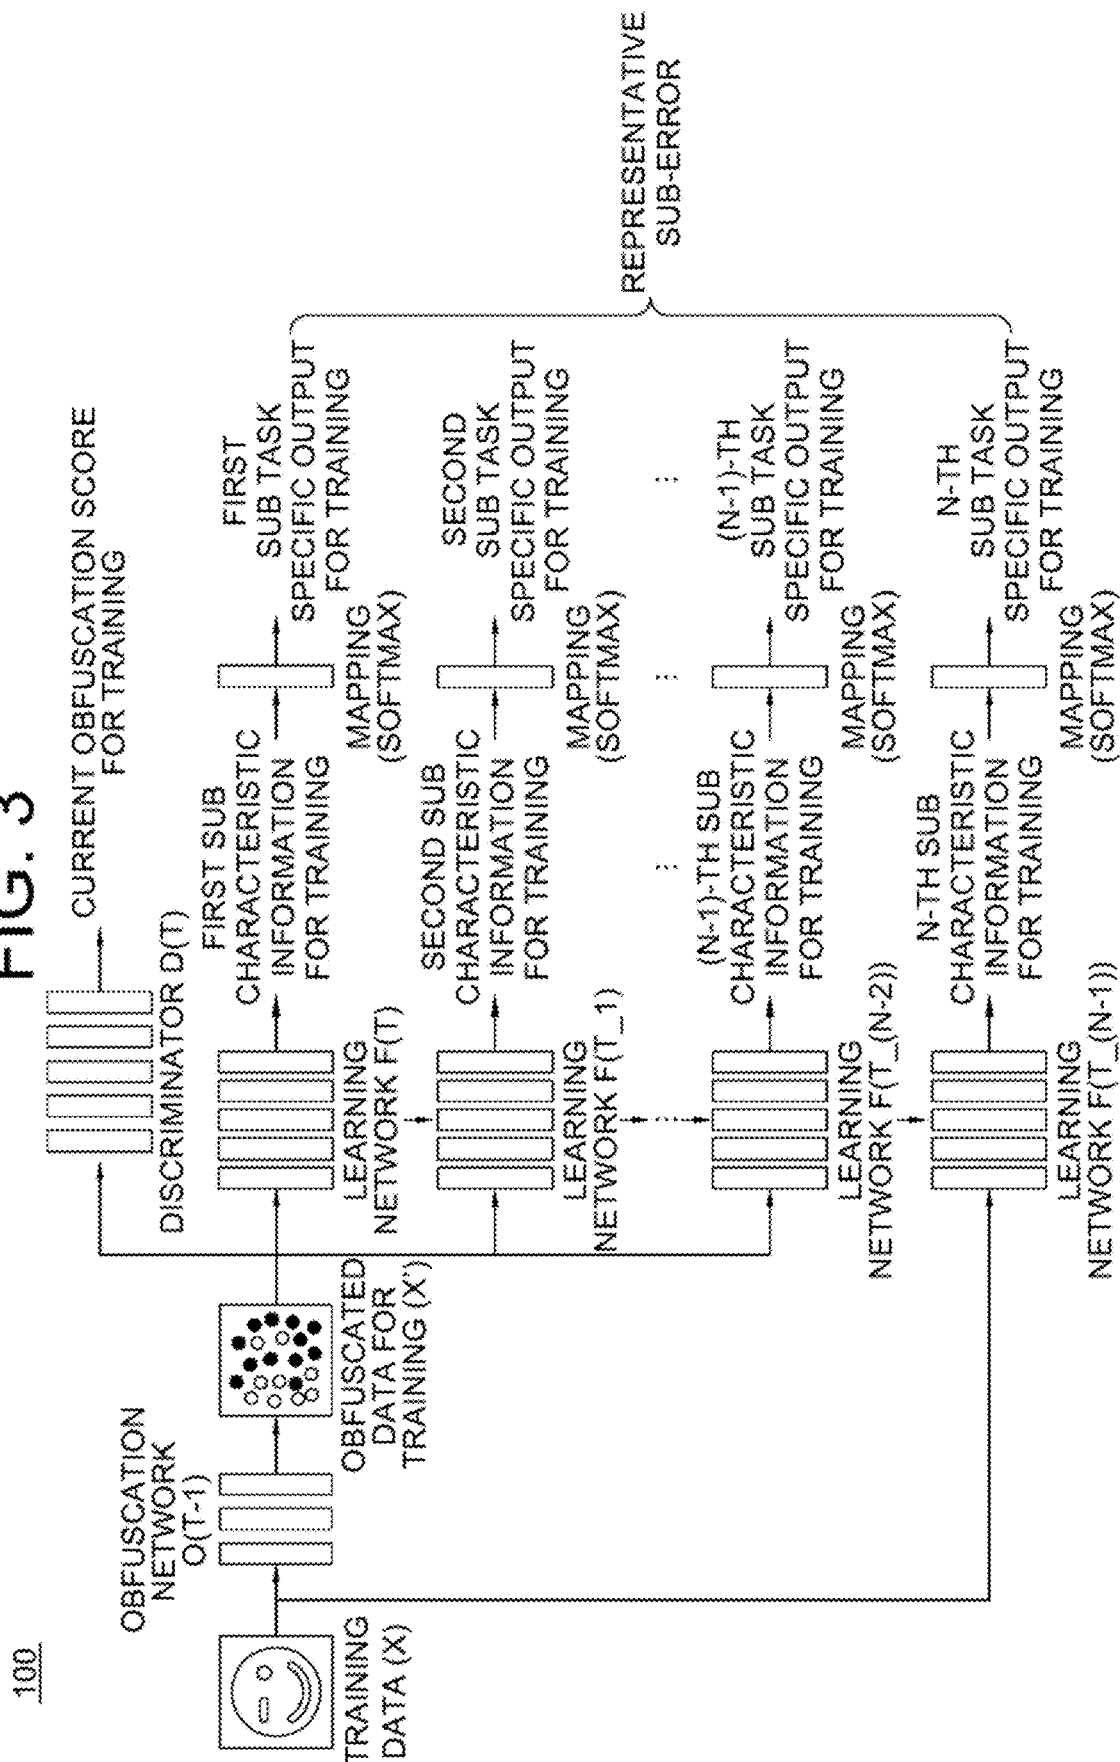 100
FIG. 3
TRAINING
DATA (X)
OBFUSCATION
NETWORK
O(T-1)
OBFUSCATED
DATA FOR
TRAINING (X')
DISCRIMINATOR D(T)
CURRENT OBFUSCATION SCORE
FOR TRAINING
LEARNING
NETWORK F(T)
FIRST SUB
CHARACTERISTIC
INFORMATION
FOR TRAINING
MAPPING
(SOFTMAX)
FIRST
SUB TASK
SPECIFIC OUTPUT
FOR TRAINING
LEARNING
NETWORK F(T_1)
SECOND SUB
CHARACTERISTIC
INFORMATION
FOR TRAINING
MAPPING
(SOFTMAX)
SECOND
SUB TASK
SPECIFIC OUTPUT
FOR TRAINING
LEARNING
NETWORK F(T_(N-2))
(N-1)-TH SUB
CHARACTERISTIC
INFORMATION
FOR TRAINING
MAPPING
(SOFTMAX)
(N-1)-TH
SUB TASK
SPECIFIC OUTPUT
FOR TRAINING
LEARNING
NETWORK F(T_(N-1))
N-TH SUB
CHARACTERISTIC
INFORMATION
FOR TRAINING
MAPPING
(SOFTMAX)
N-TH
SUB TASK
SPECIFIC OUTPUT
FOR TRAINING
REPRESENTATIVE
SUB-ERROR